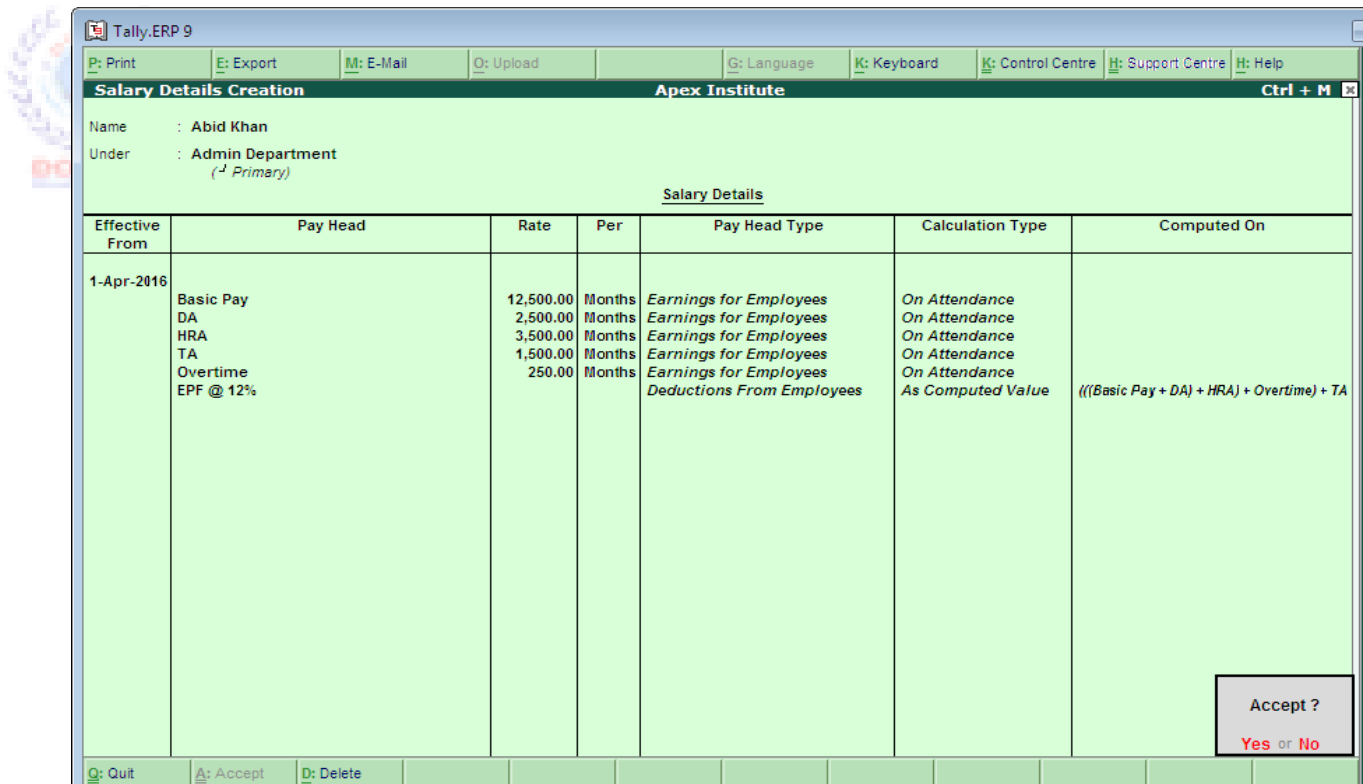 Tally.ERP 9
P: Print E: Export M: E-Mail O: Upload G: Language K: Keyboard K: Control Centre H: Support Centre H: Help
Salary Details Creation Apex Institute Ctrl + M
Name : Abid Khan
Under : Admin Department
(┘ Primary)
Salary Details
Effective From Pay Head Rate Per Pay Head Type Calculation Type Computed On
1-Apr-2016
Basic Pay 12,500.00 Months Earnings for Employees On Attendance
DA 2,500.00 Months Earnings for Employees On Attendance
HRA 3,500.00 Months Earnings for Employees On Attendance
TA 1,500.00 Months Earnings for Employees On Attendance
Overtime 250.00 Months Earnings for Employees On Attendance
EPF @ 12% Deductions From Employees As Computed Value (((Basic Pay + DA) + HRA) + Overtime) + TA
Accept ?
Yes or No
Q: Quit A: Accept D: Delete